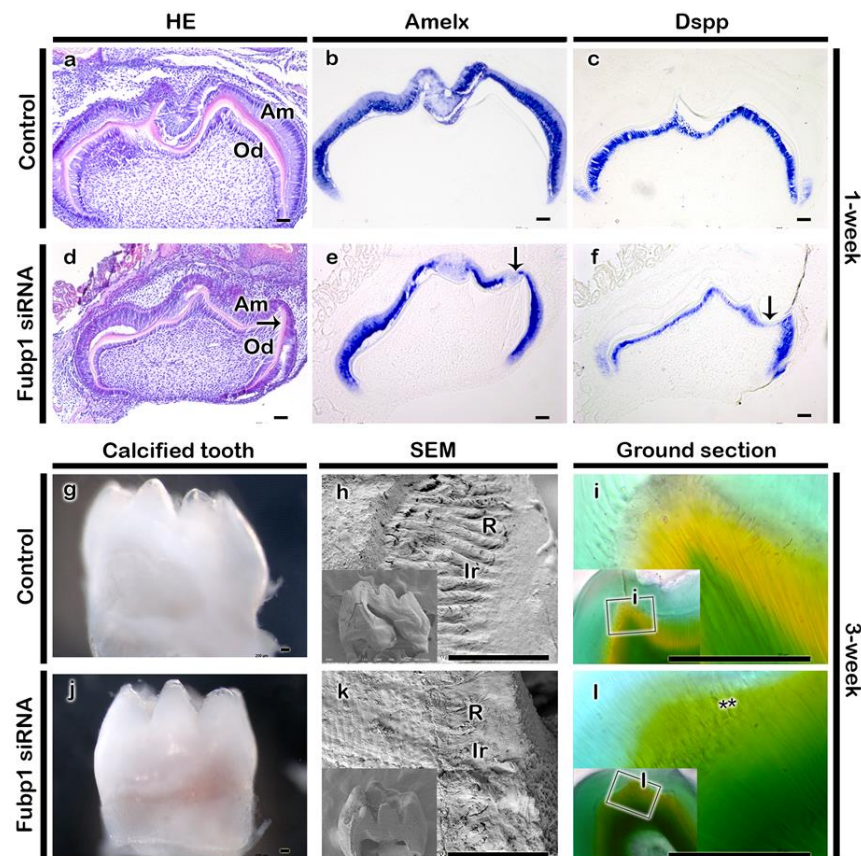 HE
Amelx
Dspp
Control
a
Am
Od
b
c
1-week
Fubp1 siRNA
d
Am
Od
e
f
Calcified tooth
SEM
Ground section
Control
g
h
R
Ir
i
i
3-week
Fubp1 siRNA
j
k
R
Ir
l
**
l